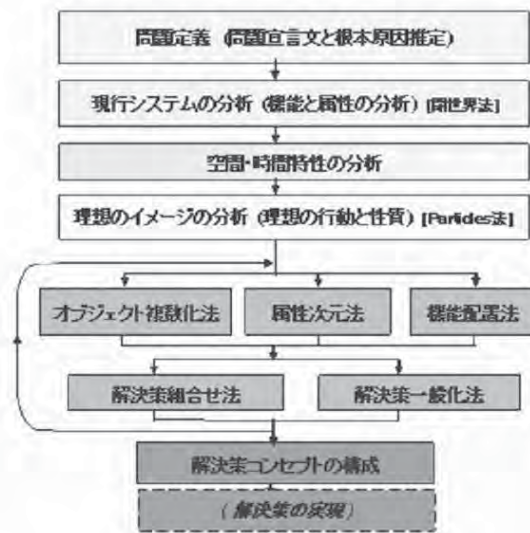 問題定義 (問題宣言文と根本原因推定)
現行システムの分析 (機能と属性の分析) [閉世界法]
空間・時間特性の分析
理想のイメージの分析 (理想の行動と性質) [Particles法]
オブジェクト複数化法 属性次元法 機能配置法
解決策組合せ法 解決策一般化法
解決策コンセプトの構成
(解決策の実現)